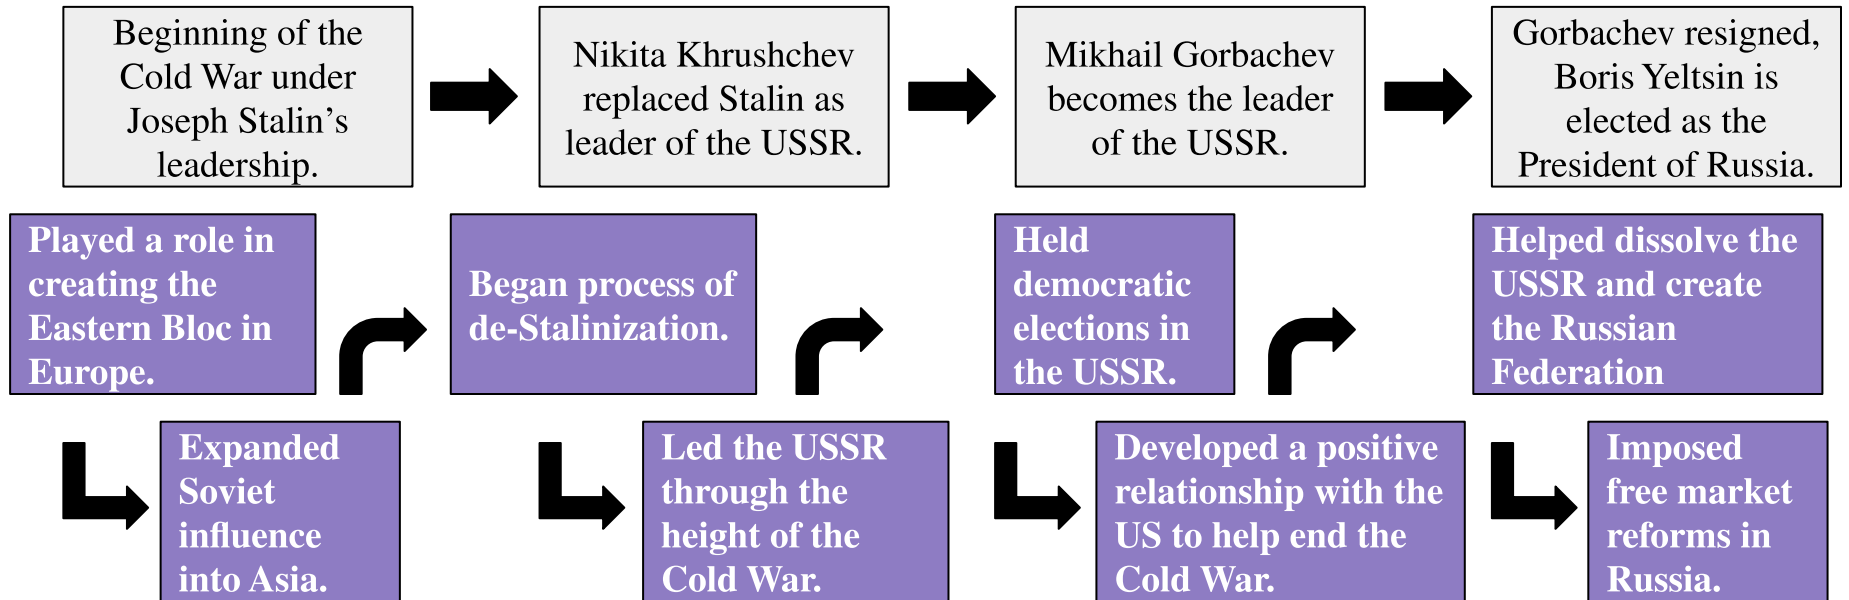 Beginning of the
Cold War under
Joseph Stalin’s
leadership.
Nikita Khrushchev
replaced Stalin as
leader of the USSR.
Mikhail Gorbachev
becomes the leader
of the USSR.
Gorbachev resigned,
Boris Yeltsin is
elected as the
President of Russia.
Played a role in
creating the
Eastern Bloc in
Europe.
Expanded
Soviet
influence
into Asia.
Began process of
de-Stalinization.
Led the USSR
through the
height of the
Cold War.
Held
democratic
elections in
the USSR.
Developed a positive
relationship with the
US to help end the
Cold War.
Helped dissolve the
USSR and create
the Russian
Federation
Imposed
free market
reforms in
Russia.